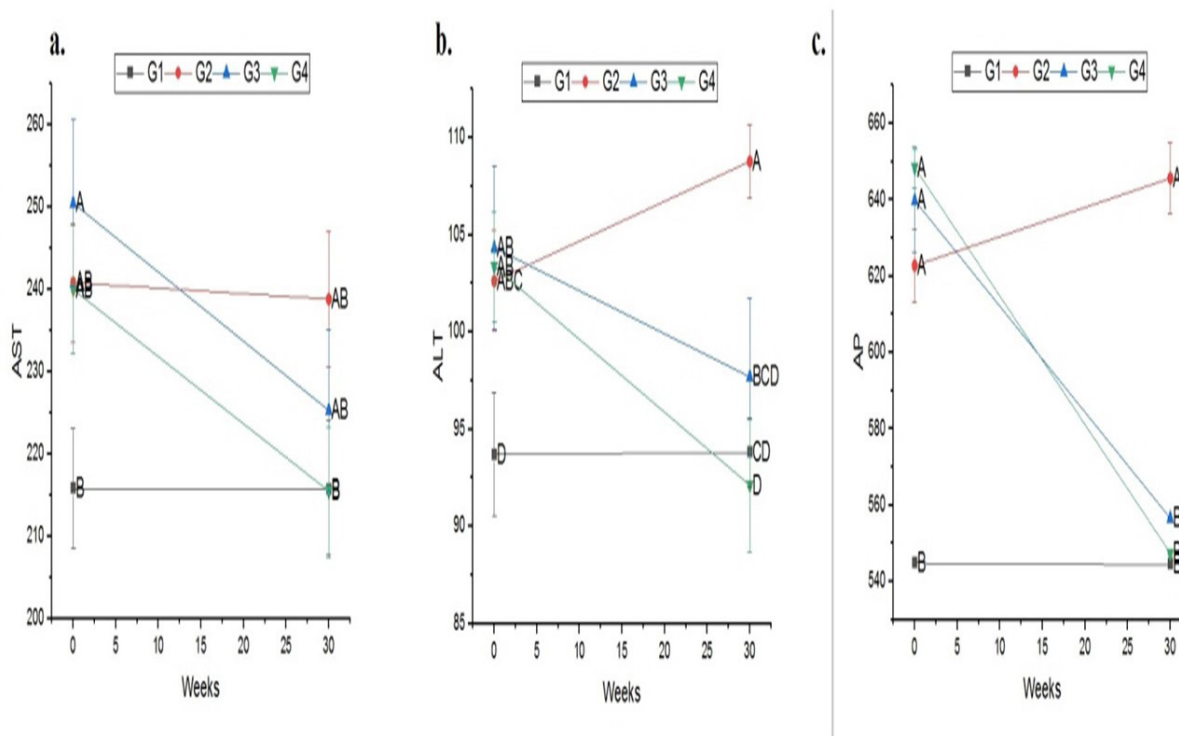 a.
G1 G2 G3 G4
260
250
240
230
220
210
200
AST
A
AB
AB
B
AB
AB
B
B
0 5 10 15 20 25 30
Weeks
b.
G1 G2 G3 G4
110
105
100
95
90
85
ALT
AB
AB
ABC
D
A
BCD
CD
D
0 5 10 15 20 25 30
Weeks
c.
G1 G2 G3 G4
660
640
620
600
580
560
540
AP
A
A
A
B
A
B
B
B
0 5 10 15 20 25 30
Weeks